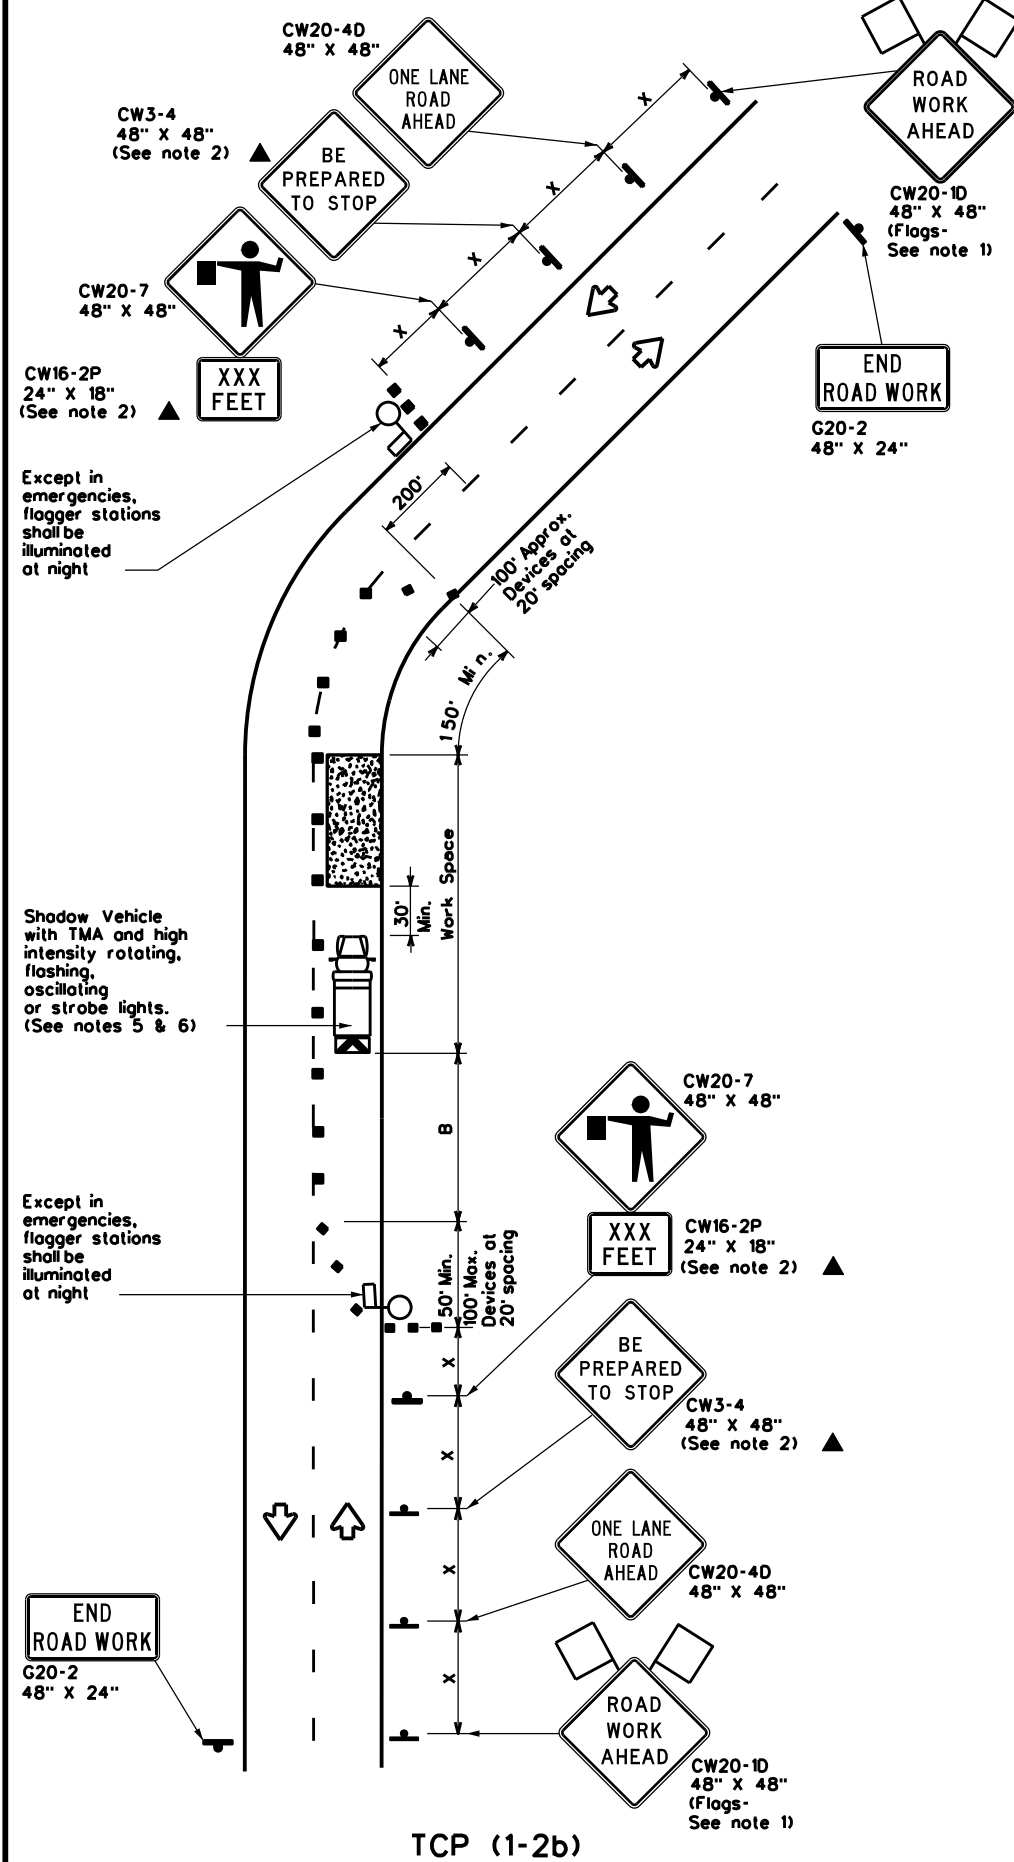 CW20-4D
48" X 48"
ONE LANE
ROAD
AHEAD
X
ROAD
WORK
AHEAD
CW20-1D
48" X 48"
(Flags-
See note 1)
CW3-4
48" X 48"
(See note 2)
BE
PREPARED
TO STOP
X
X
CW20-7
48" X 48"
X
CW16-2P
24" X 18"
(See note 2)
XXX
FEET
END
ROAD WORK
G20-2
48" X 24"
Except in
emergencies,
flagger stations
shall be
illuminated
at night
200'
100' Approx.
Devices at
20' spacing
150' Min.
Work Space
30'
Min.
Shadow Vehicle
with TMA and high
intensity rotating,
flashing,
oscillating
or strobe lights.
(See notes 5 & 6)
B
CW20-7
48" X 48"
XXX
FEET
CW16-2P
24" X 18"
(See note 2)
Except in
emergencies,
flagger stations
shall be
illuminated
at night
50' Min.
100' Max.
Devices at
20' spacing
X
BE
PREPARED
TO STOP
CW3-4
48" X 48"
(See note 2)
X
ONE LANE
ROAD
AHEAD
CW20-4D
48" X 48"
X
END
ROAD WORK
G20-2
48" X 24"
X
ROAD
WORK
AHEAD
CW20-1D
48" X 48"
(Flags-
See note 1)
TCP (1-2b)